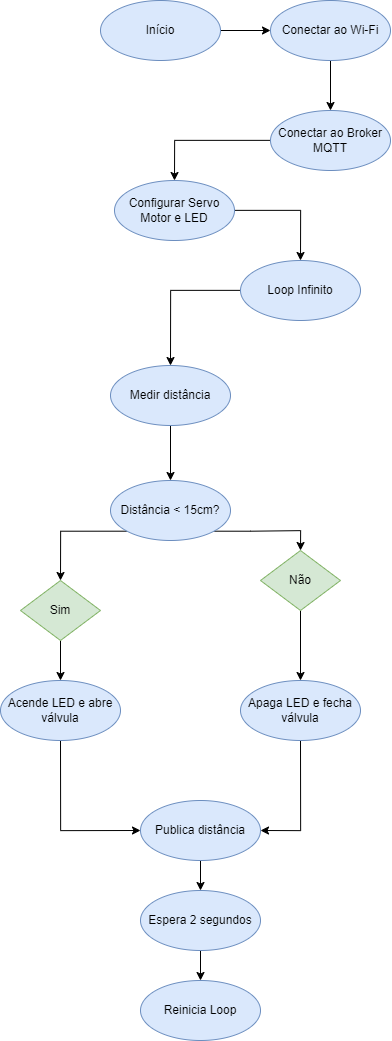 Início
Conectar ao Wi-Fi
Conectar ao Broker
MQTT
Configurar Servo
Motor e LED
Loop Infinito
Medir distância
Distância < 15cm?
Sim
Não
Acende LED e abre
válvula
Apaga LED e fecha
válvula
Publica distância
Espera 2 segundos
Reinicia Loop